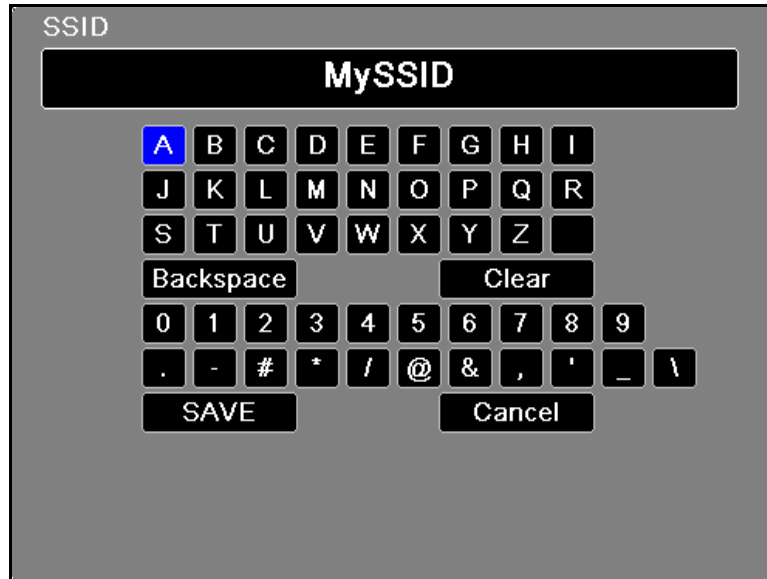 SSID
MySSID
A B C D E F G H I
J K L M N O P Q R
S T U V W X Y Z
Backspace Clear
0 1 2 3 4 5 6 7 8 9
. - # * / @ & , ' _ \
SAVE Cancel